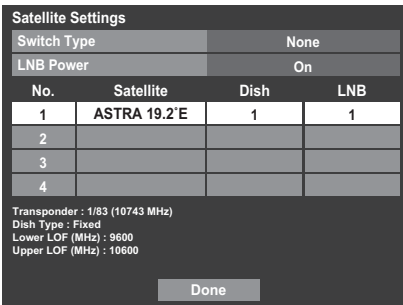 Satellite Settings
Switch Type None
LNB Power On
No. Satellite Dish LNB
1 ASTRA 19.2°E 1 1
2
3
4
Transponder : 1/83 (10743 MHz)
Dish Type : Fixed
Lower LOF (MHz) : 9600
Upper LOF (MHz) : 10600
Done